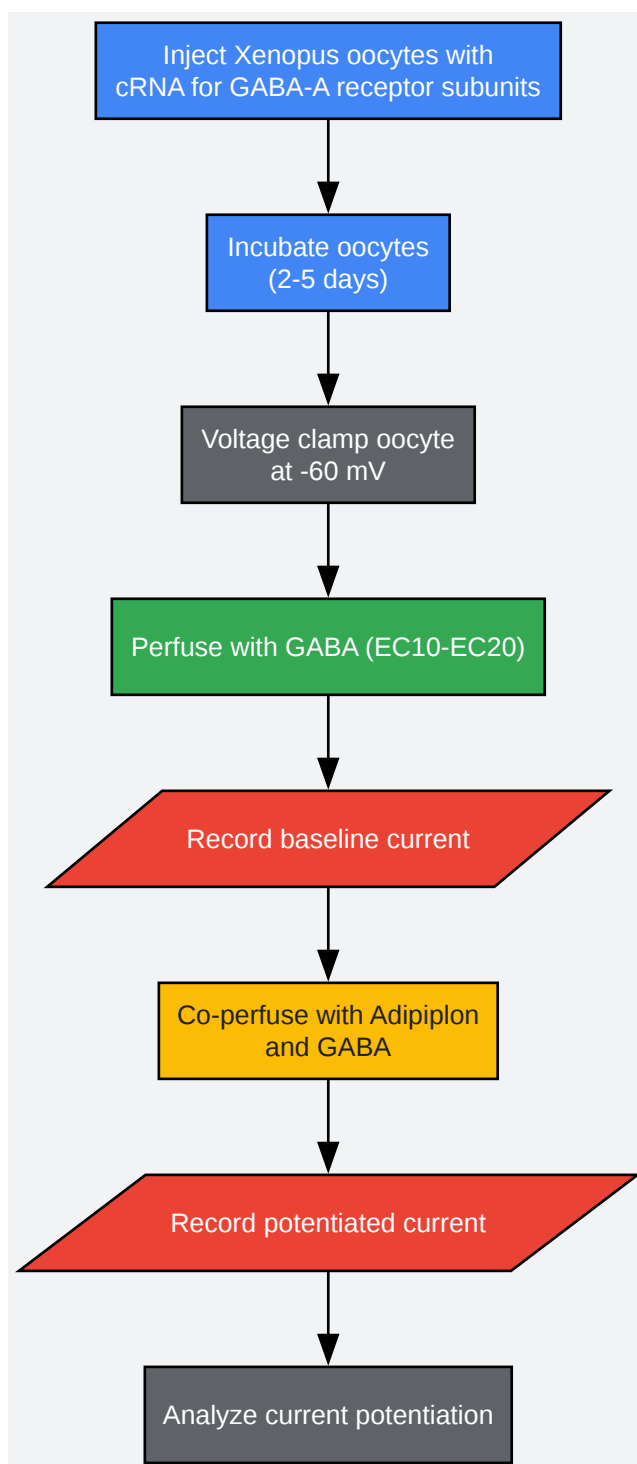 Inject Xenopus oocytes with
cRNA for GABA-A receptor subunits
Incubate oocytes
(2-5 days)
Voltage clamp oocyte
at -60 mV
Perfuse with GABA (EC10-EC20)
Record baseline current
Co-perfuse with Adipiplon
and GABA
Record potentiated current
Analyze current potentiation